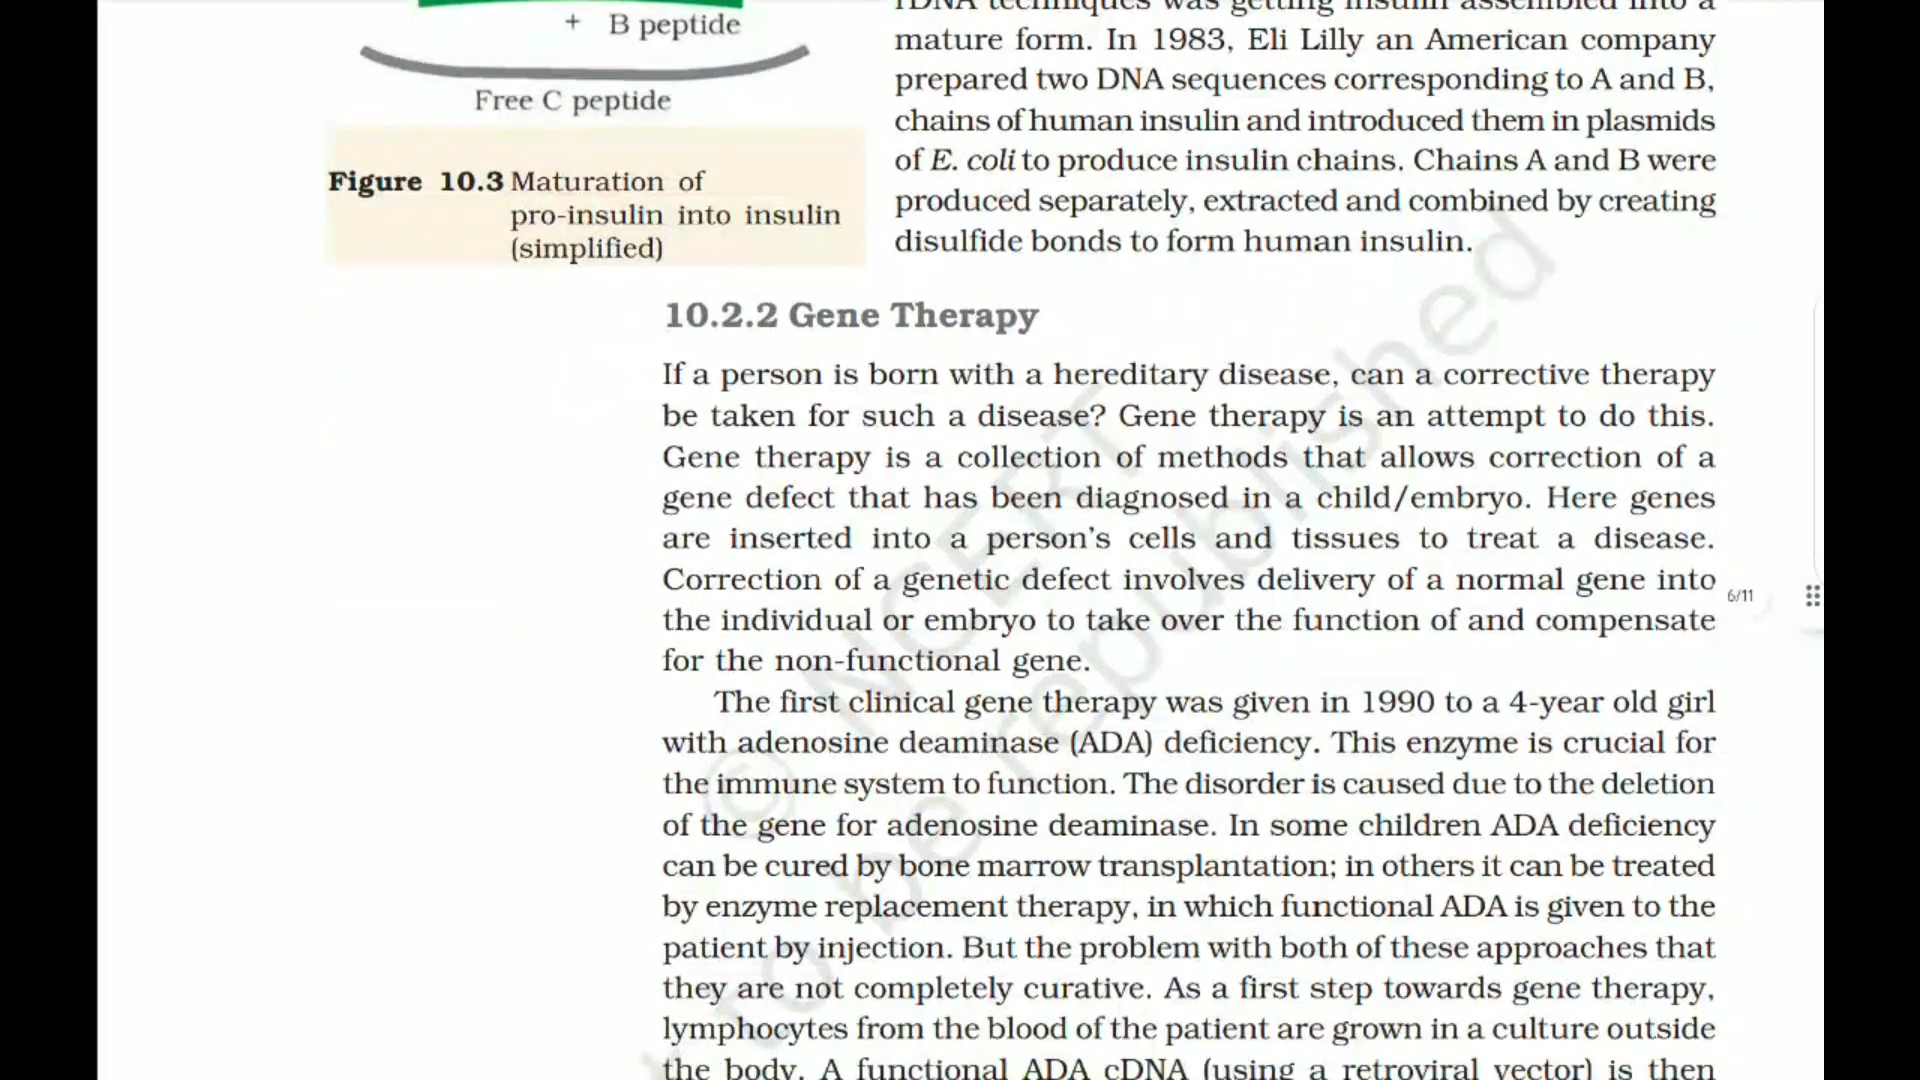 + B peptide
Free C peptide
Figure 10.3 Maturation of
pro-insulin into insulin
(simplified)
rDNA techniques was getting insulin assembled into a
mature form. In 1983, Eli Lilly an American company
prepared two DNA sequences corresponding to A and B,
chains of human insulin and introduced them in plasmids
of E. coli to produce insulin chains. Chains A and B were
produced separately, extracted and combined by creating
disulfide bonds to form human insulin.
10.2.2 Gene Therapy
If a person is born with a hereditary disease, can a corrective therapy
be taken for such a disease? Gene therapy is an attempt to do this.
Gene therapy is a collection of methods that allows correction of a
gene defect that has been diagnosed in a child/embryo. Here genes
are inserted into a person’s cells and tissues to treat a disease.
Correction of a genetic defect involves delivery of a normal gene into
the individual or embryo to take over the function of and compensate
for the non-functional gene.
The first clinical gene therapy was given in 1990 to a 4-year old girl
with adenosine deaminase (ADA) deficiency. This enzyme is crucial for
the immune system to function. The disorder is caused due to the deletion
of the gene for adenosine deaminase. In some children ADA deficiency
can be cured by bone marrow transplantation; in others it can be treated
by enzyme replacement therapy, in which functional ADA is given to the
patient by injection. But the problem with both of these approaches that
they are not completely curative. As a first step towards gene therapy,
lymphocytes from the blood of the patient are grown in a culture outside
the body. A functional ADA cDNA (using a retroviral vector) is then
6/11
© NCERT
to be republished